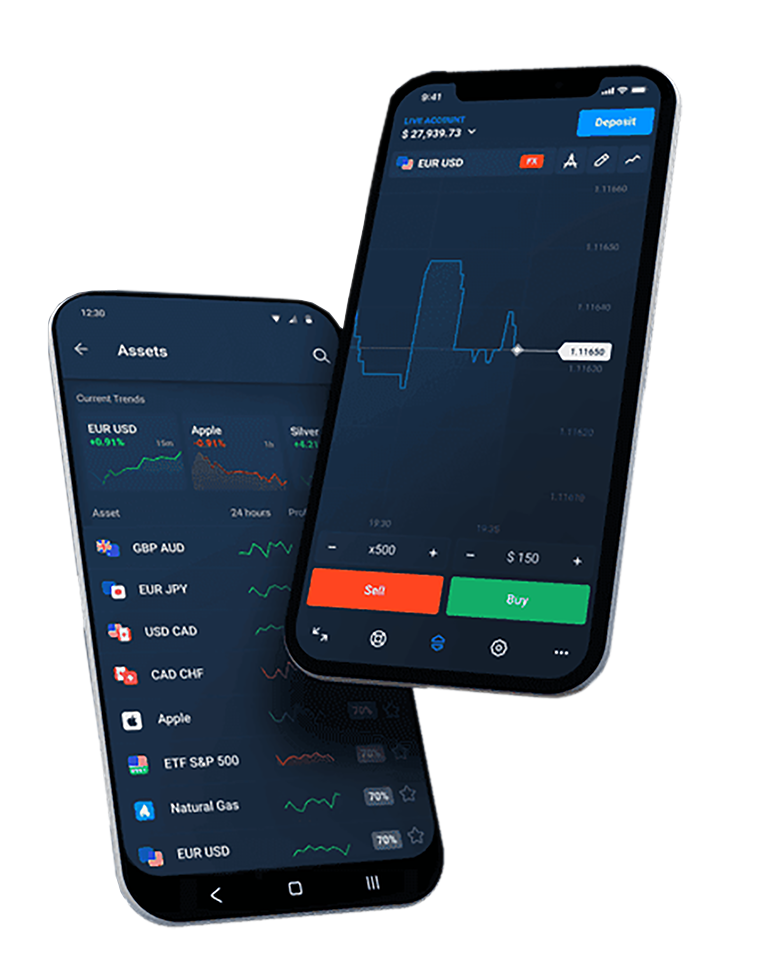 9:41
LIVE ACCOUNT
$ 27,939.73
Deposit
EUR USD
FX
1.11660
1.11650
1.11640
1.11650
1.11630
1.11620
1.11610
19:30
19:35
- x500 +
- $ 150 +
Sell
Buy
12:30
Assets
Current Trends
EUR USD
+0.91%
15m
Apple
-0.91%
1h
Silver
+4.21
Asset
24 hours
GBP AUD
EUR JPY
USD CAD
CAD CHF
Apple
70%
ETF S&P 500
70%
Natural Gas
70%
EUR USD
70%